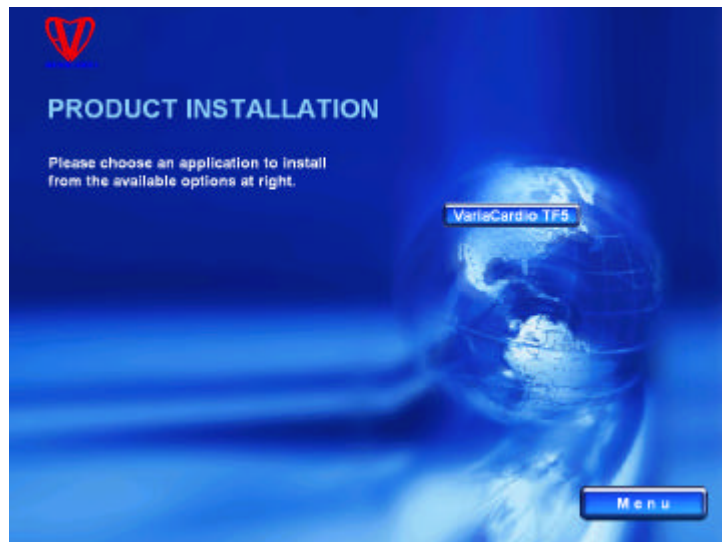 PRODUCT INSTALLATION
Please choose an application to install
from the available options at right.
VariaCardio TF5
Menu